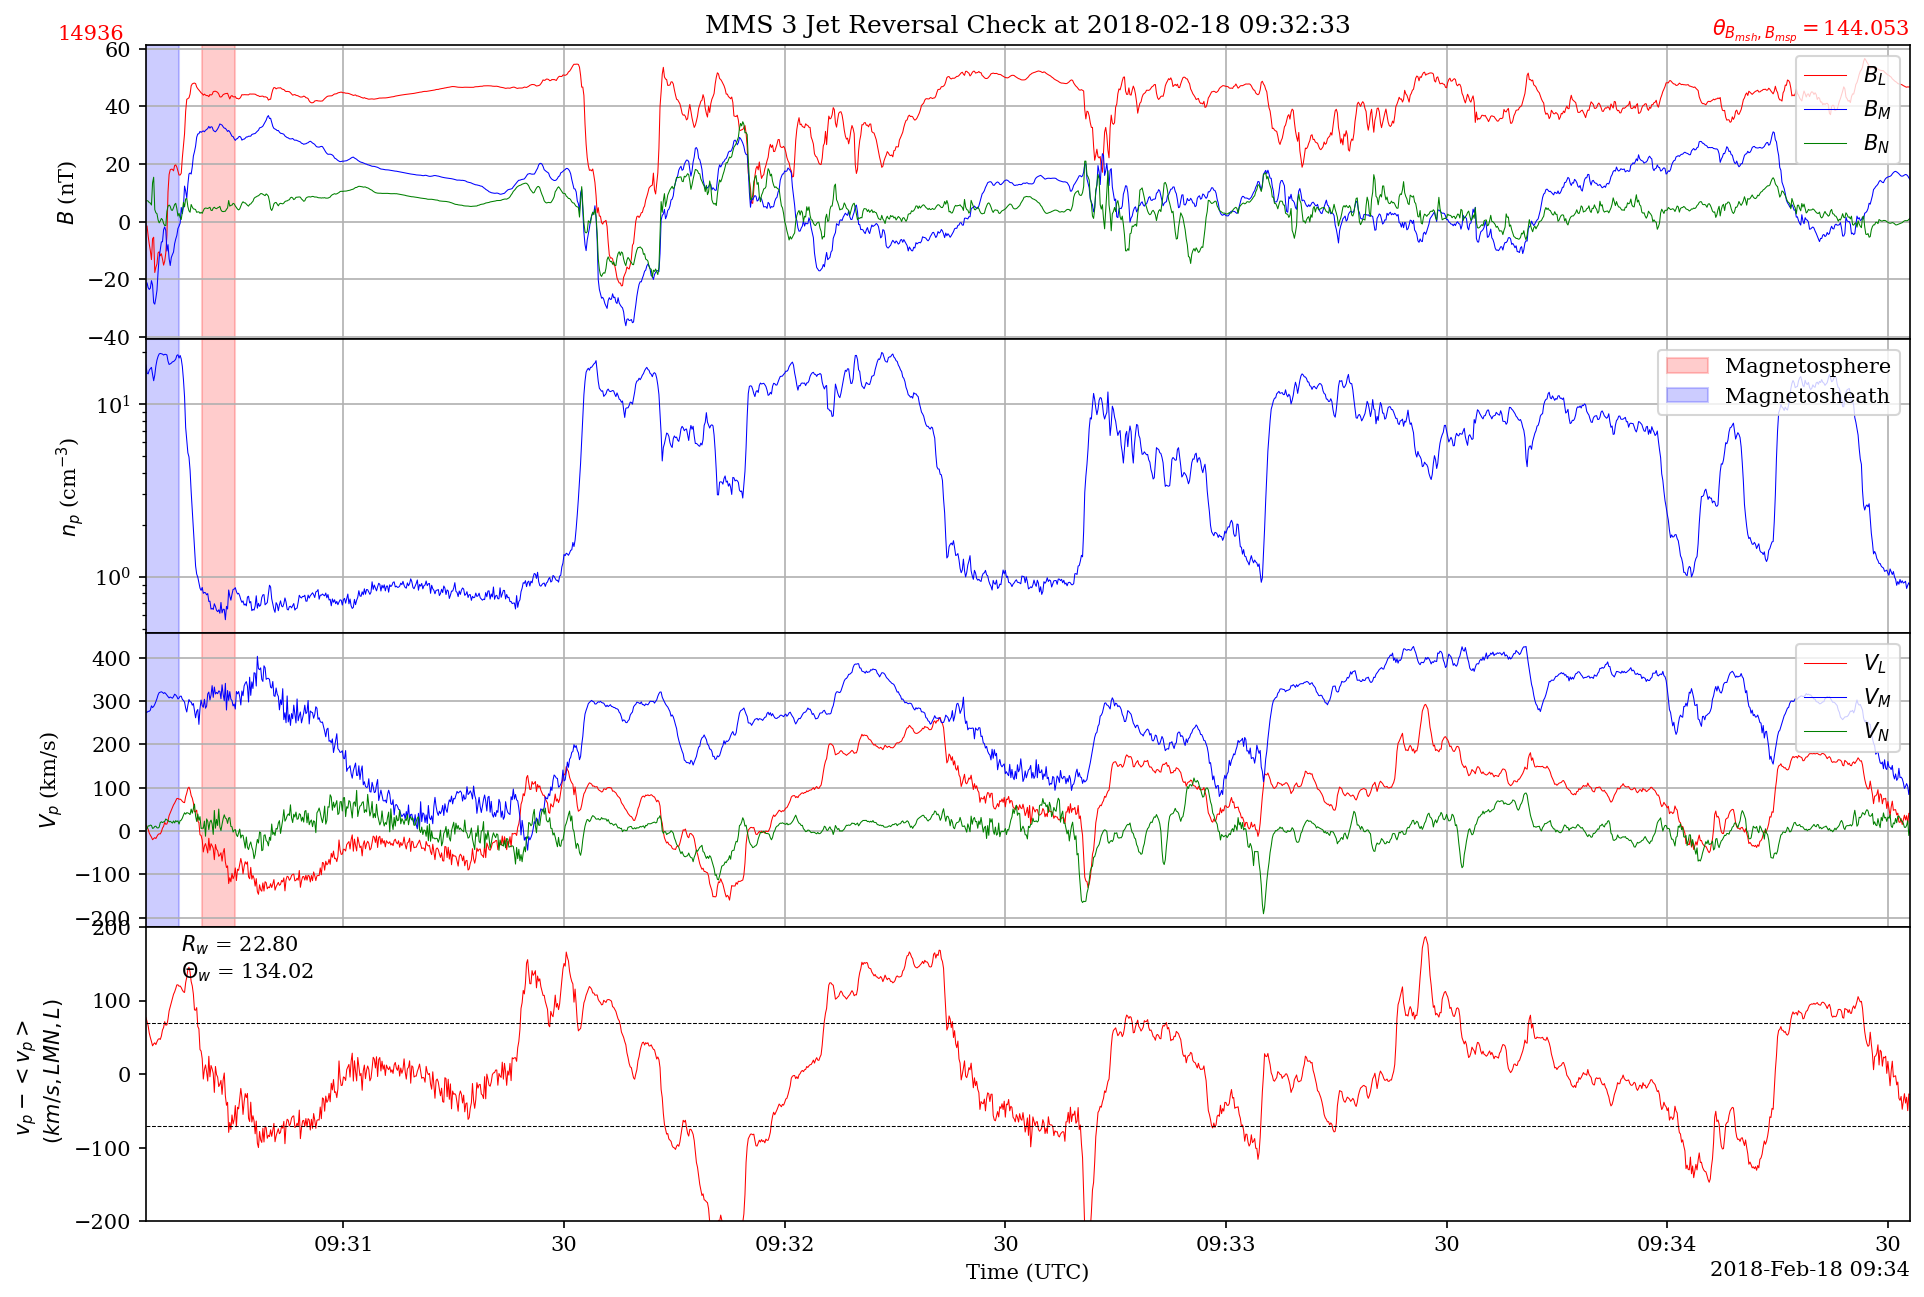 MMS 3 Jet Reversal Check at 2018-02-18 09:32:33
14936
θ_{B_{msh}, B_{msp}} = 144.053
60
40
20
0
−20
−40
B (nT)
B_L
B_M
B_N
10^1
10^0
n_p (cm^{−3})
Magnetosphere
Magnetosheath
400
300
200
100
0
−100
−200
V_p (km/s)
V_L
V_M
V_N
200
100
0
−100
−200
v_p − < v_p >
(km/s, LMN, L)
R_w = 22.80
Θ_w = 134.02
09:31
30
09:32
30
09:33
30
09:34
30
Time (UTC)
2018-Feb-18 09:34